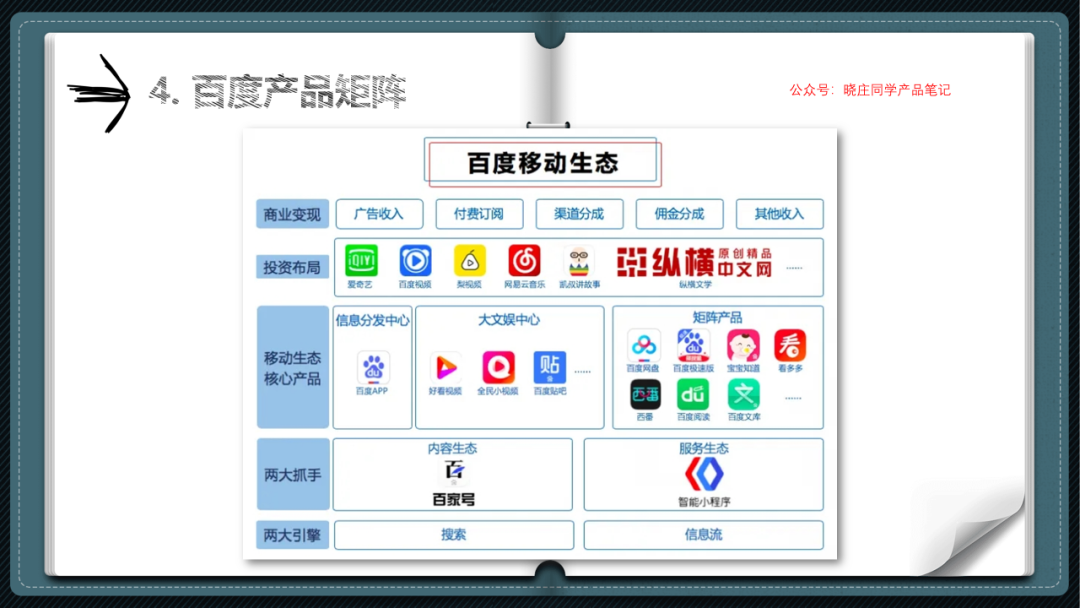 4. 百度产品矩阵
公众号：晓庄同学产品笔记
百度移动生态
商业变现
广告收入
付费订阅
渠道分成
佣金分成
其他收入
投资布局
iQIYI
爱奇艺
百度视频
梨视频
网易云音乐
凯叔讲故事
纵横
原创精品
中文网
纵横文学
……
移动生态
核心产品
信息分发中心
du
百度APP
大文娱中心
好看视频
全民小视频
贴
百度贴吧
……
矩阵产品
百度网盘
du
百度极速版
宝宝知道
看
看多多
西番
西番
du
百度阅读
文
百度文库
……
两大抓手
内容生态
百
百家号
服务生态
智能小程序
两大引擎
搜索
信息流